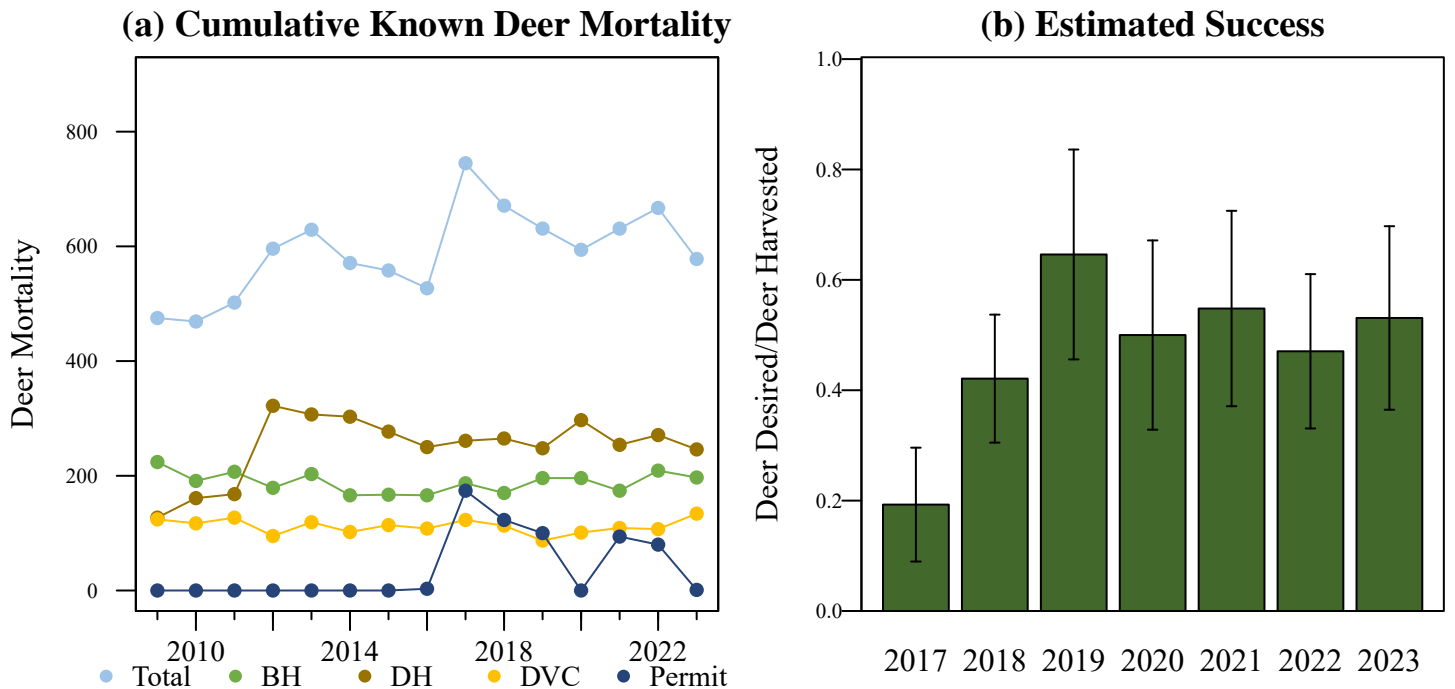 (a) Cumulative Known Deer Mortality
Deer Mortality
800
600
400
200
0
2010 2014 2018 2022
Total BH DH DVC Permit
(b) Estimated Success
Deer Desired/Deer Harvested
1.0
0.8
0.6
0.4
0.2
0.0
2017 2018 2019 2020 2021 2022 2023